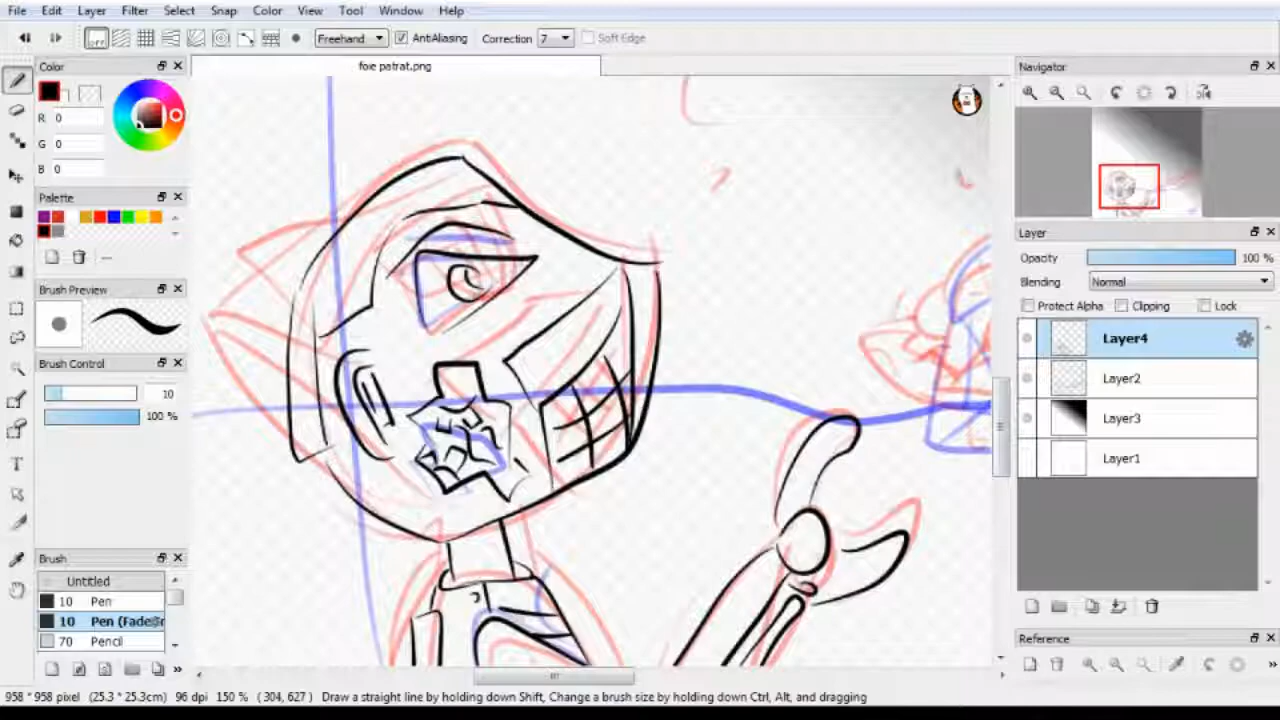 File Edit Layer Filter Select Snap Color View Tool Window Help
OFF Freehand AntiAliasing Correction 7 Soft Edge
Color
R 0
G 0
B 0
Palette
Brush Preview
Brush Control
10
100 %
Brush
Untitled
10 Pen
10 Pen (Fade
70 Pencil
foie patrat.png
Navigator
Layer
Opacity 100 %
Blending Normal
Protect Alpha Clipping Lock
Layer4
Layer2
Layer3
Layer1
Reference
958 * 958 pixel (25.3 * 25.3cm) 96 dpi 150 % ( 304, 627 ) Draw a straight line by holding down Shift, Change a brush size by holding down Ctrl, Alt, and dragging